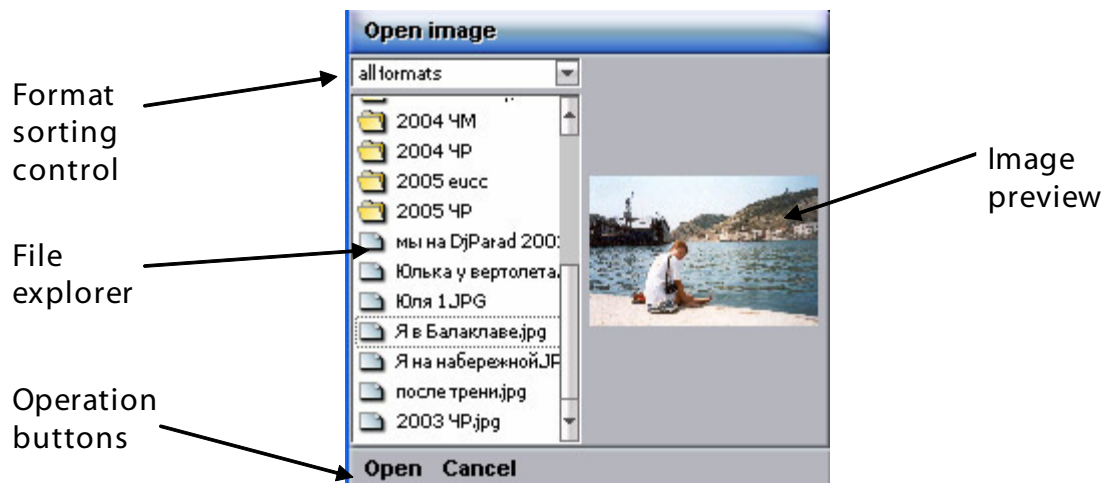 Open image
all formats
Format
sorting
control
2004 ЧМ
2004 ЧР
2005 eucc
2005 ЧР
мы на DjParad 200
Юлька у вертолета.
Юля 1.JPG
Я в Балаклаве.jpg
Я на набережной.JP
после трени.jpg
2003 ЧР.jpg
Image
preview
File
explorer
Operation
buttons
Open Cancel